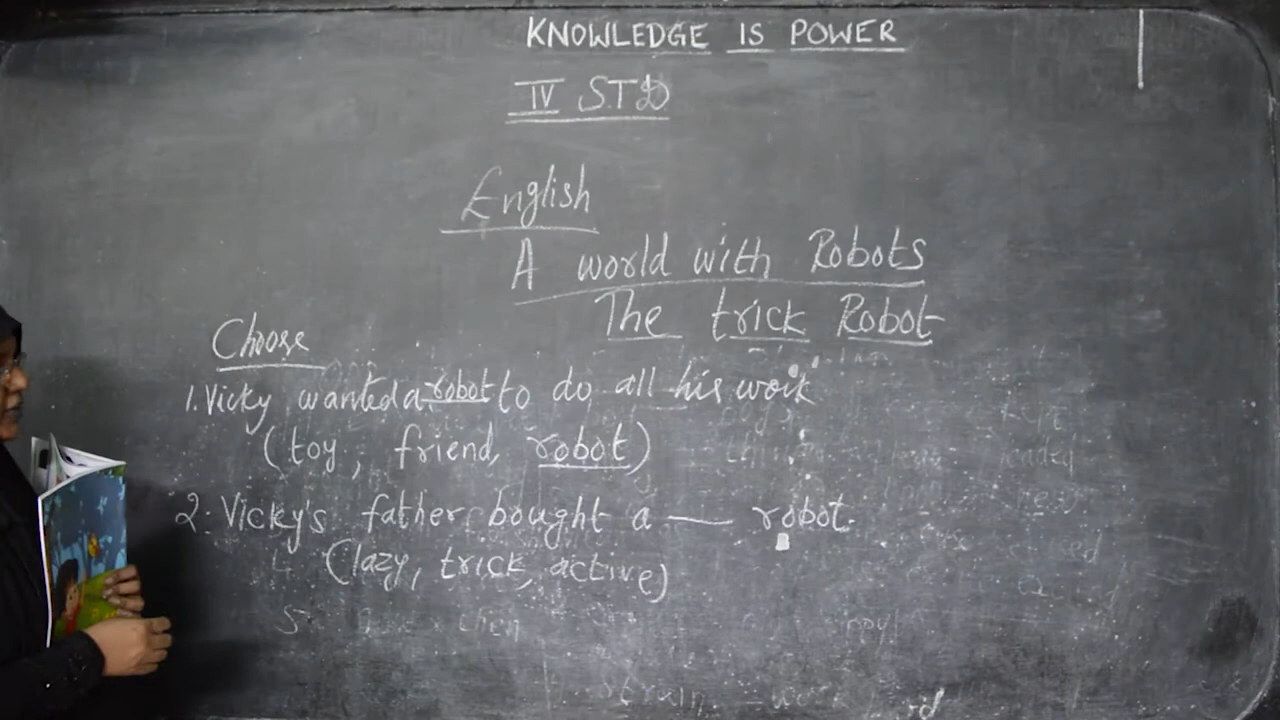 KNOWLEDGE IS POWER
IV STD
English
A world with Robots
The trick Robot
Choose
1. Vicky wanted a robot to do all his work
(toy, friend, robot)
2. Vicky's father bought a — robot.
(lazy, trick, active)